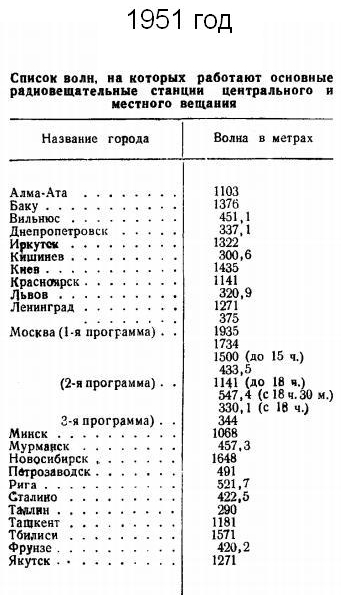 1951 год
Список волн, на которых работают основные
радиовещательные станции центрального и
местного вещания
Название города Волна в метрах
Алма-Ата . . . . . . . . . 1103
Баку . . . . . . . . . . . 1376
Вильнюс . . . . . . . . . 451,1
Днепропетровск . . . . . . 337,1
Иркутск . . . . . . . . . 1322
Кишинев . . . . . . . . . 300,6
Киев . . . . . . . . . . . 1435
Красноярск . . . . . . . . 1141
Львов . . . . . . . . . . 320,9
Ленинград . . . . . . . . 1271
. . . . . . . . 375
Москва (1-я программа) . . 1935
1734
1500 (до 15 ч.)
433,5
(2-я программа) . . 1141 (до 18 ч.)
547,4 (с 18 ч. 30 м.)
330,1 (с 18 ч.)
3-я программа) . . 344
Минск . . . . . . . . . . 1068
Мурманск . . . . . . . . . 457,3
Новосибирск . . . . . . . 1648
Петрозаводск . . . . . . . 491
Рига . . . . . . . . . . . 521,7
Сталино . . . . . . . . . 422,5
Таллин . . . . . . . . . . 290
Ташкент . . . . . . . . . 1181
Тбилиси . . . . . . . . . 1571
Фрунзе . . . . . . . . . . 420,2
Якутск . . . . . . . . . . 1271